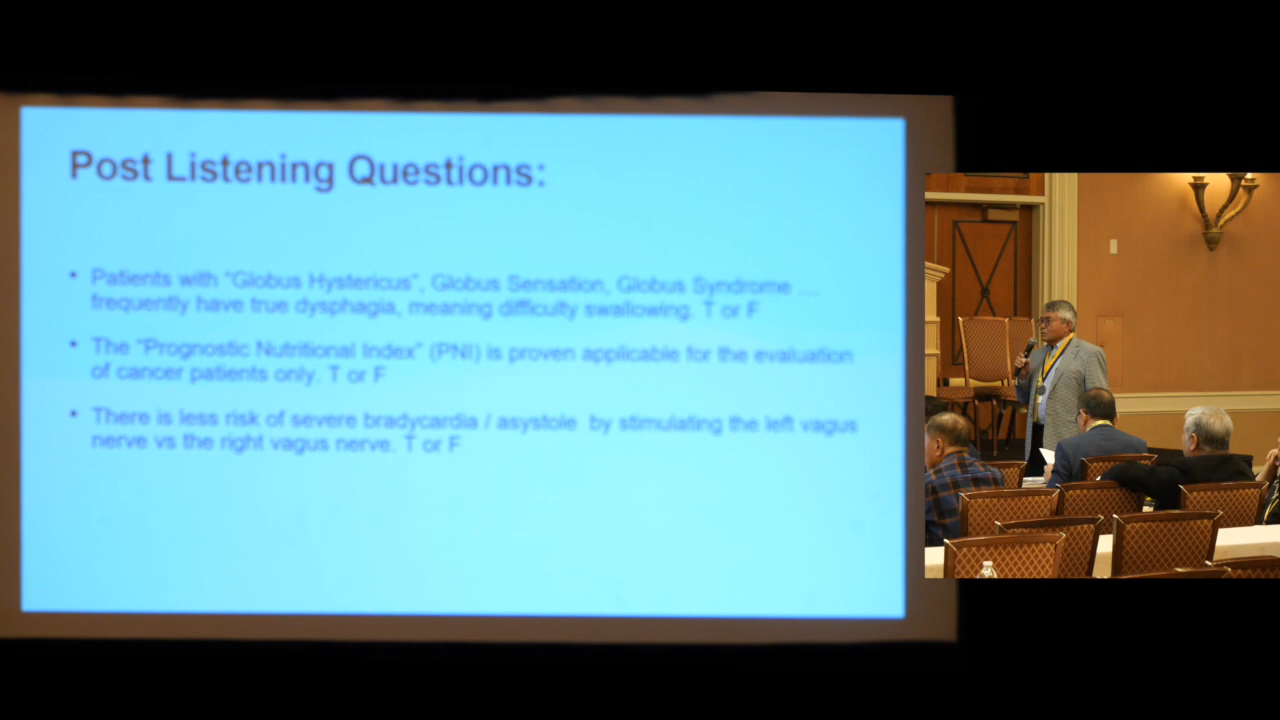 Post Listening Questions:
• Patients with "Globus Hystericus", Globus Sensation, Globus Syndrome ...
frequently have true dysphagia, meaning difficulty swallowing. T or F
• The "Prognostic Nutritional Index" (PNI) is proven applicable for the evaluation
of cancer patients only. T or F
• There is less risk of severe bradycardia / asystole by stimulating the left vagus
nerve vs the right vagus nerve. T or F